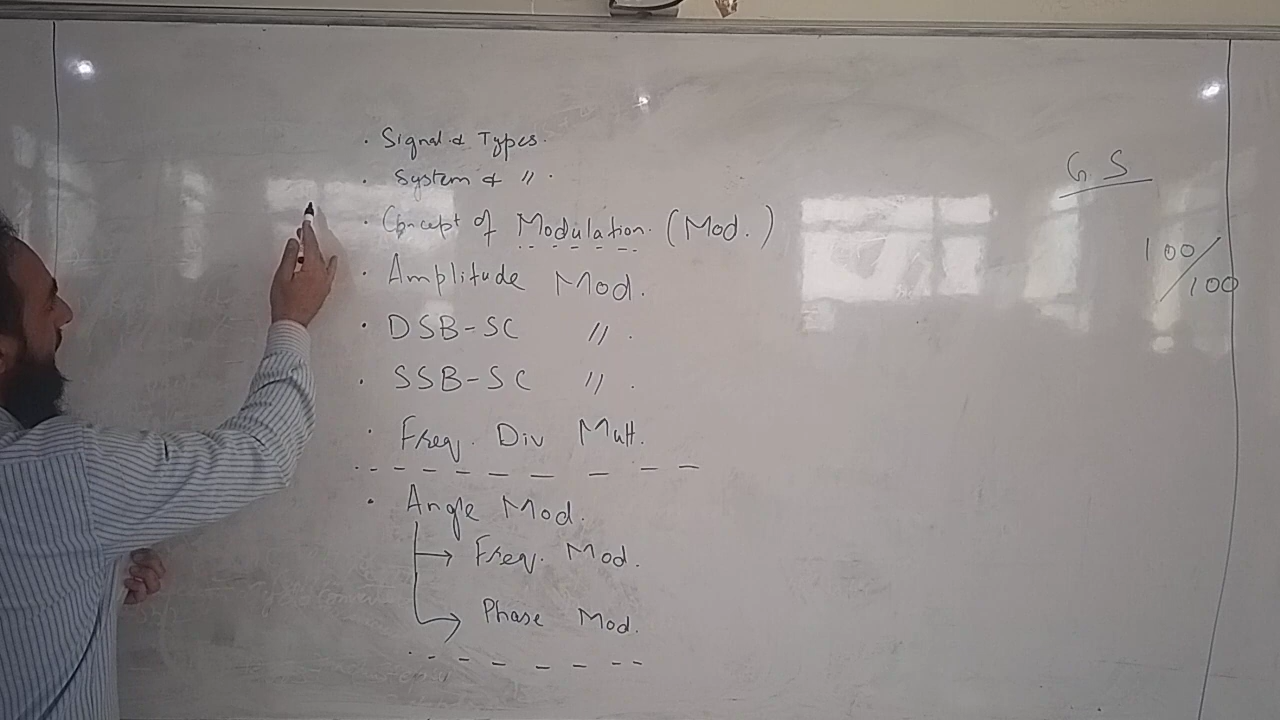 . Signal & Types.
. System & " .
. Concept of Modulation. (Mod.)
. Amplitude Mod.
. DSB-SC " .
. SSB-SC " .
. Freq. Div Mult.
. Angle Mod.
Freq. Mod.
Phase Mod.
G S
100/100